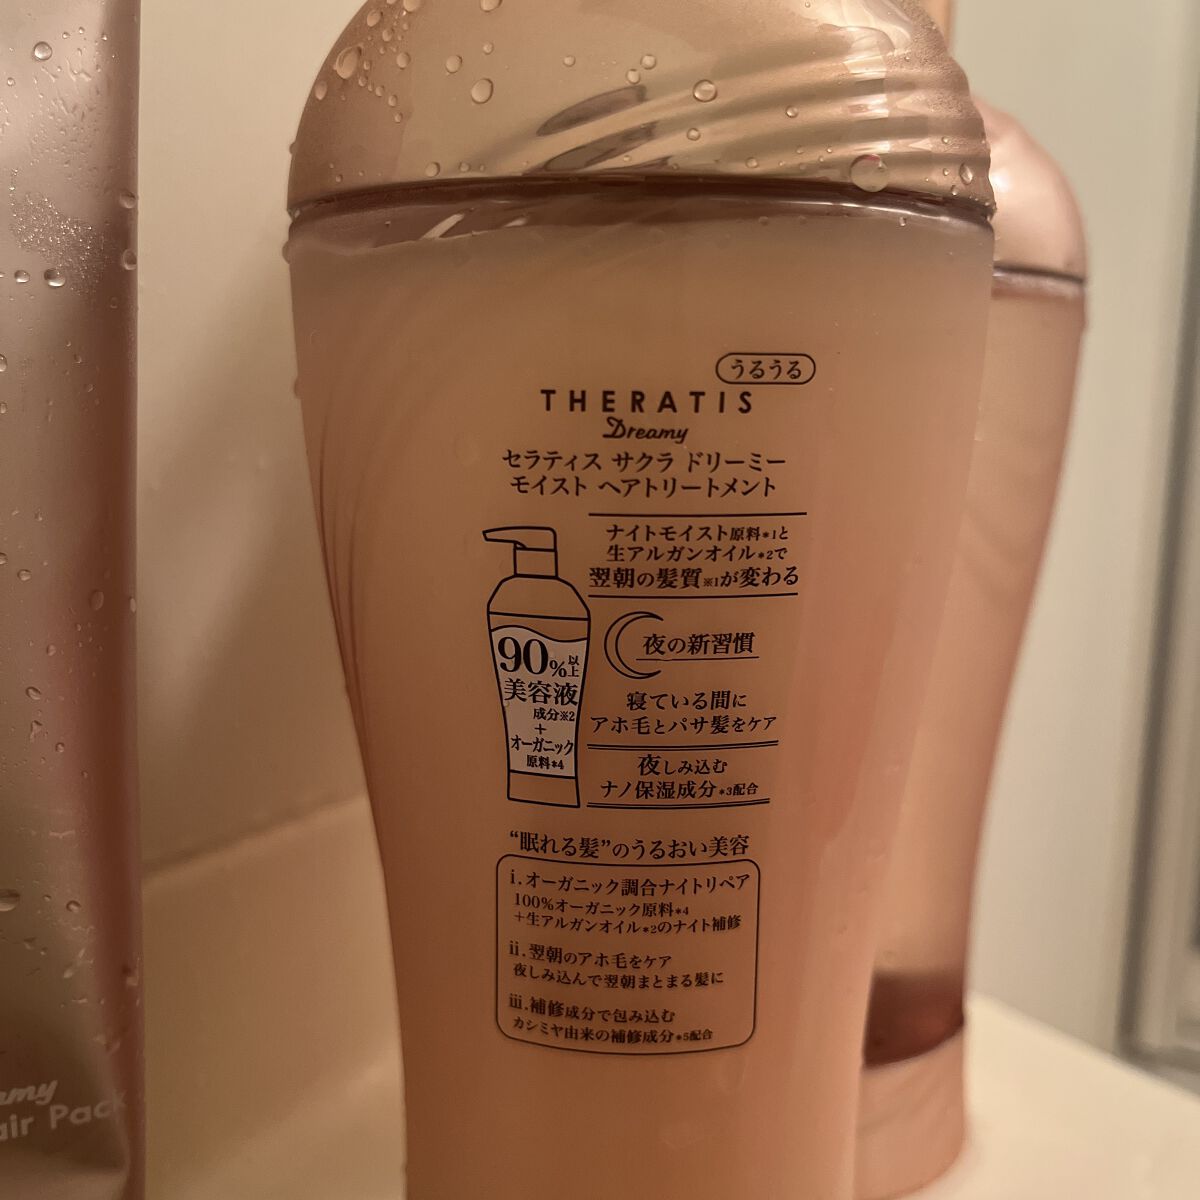 うるうる
THERATIS
Dreamy
セラティス サクラ ドリーミー
モイスト ヘアトリートメント
ナイトモイスト原料*1と
生アルガンオイル*2で
翌朝の髪質※1が変わる
90%以上
美容液
成分※2
+
オーガニック
原料*4
夜の新習慣
寝ている間に
アホ毛とパサ髪をケア
夜しみ込む
ナノ保湿成分*3配合
“眠れる髪”のうるおい美容
i.オーガニック調合ナイトリペア
100%オーガニック原料*4
+生アルガンオイル*2のナイト補修
ii.翌朝のアホ毛をケア
夜しみ込んで翌朝まとまる髪に
iii.補修成分で包み込む
カシミヤ由来の補修成分*5配合
amy
air Pack